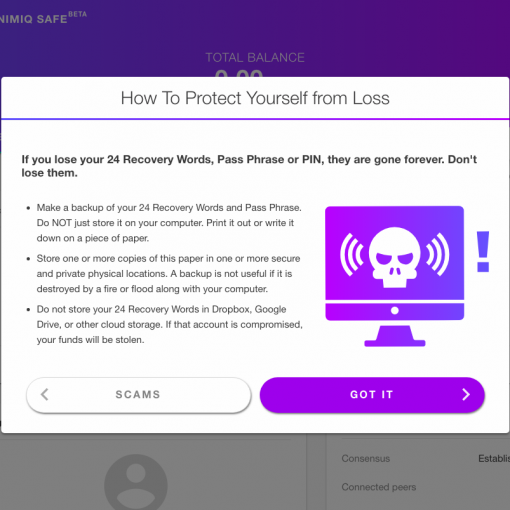 NIMIQ SAFE BETA
TOTAL BALANCE
How To Protect Yourself from Loss
If you lose your 24 Recovery Words, Pass Phrase or PIN, they are gone forever. Don't
lose them.
• Make a backup of your 24 Recovery Words and Pass Phrase.
Do NOT just store it on your computer. Print it out or write it
down on a piece of paper.
• Store one or more copies of this paper in one or more secure
and private physical locations. A backup is not useful if it is
destroyed by a fire or flood along with your computer.
• Do not store your 24 Recovery Words in Dropbox, Google
Drive, or other cloud storage. If that account is compromised,
your funds will be stolen.
!
SCAMS
GOT IT
Consensus
Establis
Connected peers